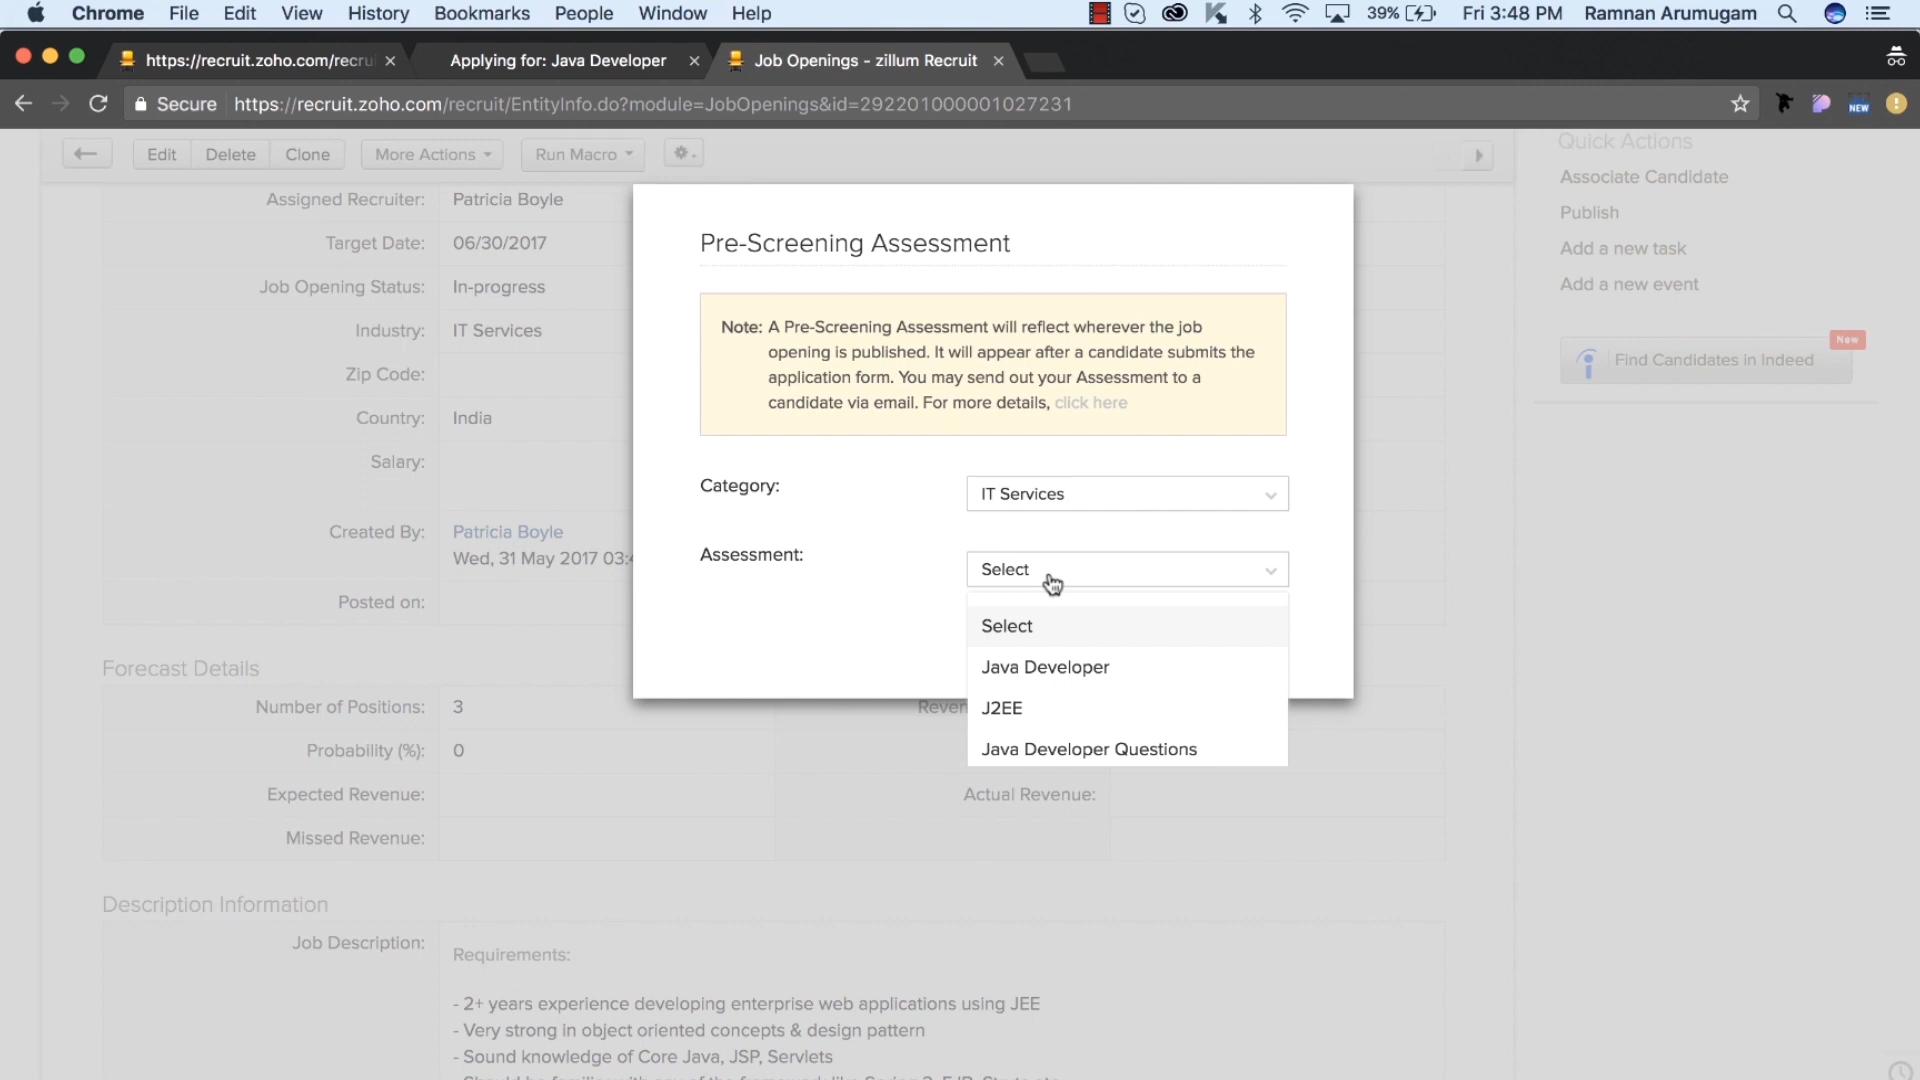 Chrome File Edit View History Bookmarks People Window Help 39% Fri 3:48 PM Ramnan Arumugam
https://recruit.zoho.com/recrui Applying for: Java Developer Job Openings - zillum Recruit
Secure https://recruit.zoho.com/recruit/EntityInfo.do?module=JobOpenings&id=292201000001027231 NEW
Edit Delete Clone More Actions Run Macro
Quick Actions
Associate Candidate
Publish
Add a new task
Add a new event
New
Find Candidates in Indeed
Assigned Recruiter: Patricia Boyle
Target Date: 06/30/2017
Job Opening Status: In-progress
Industry: IT Services
Zip Code:
Country: India
Salary:
Created By: Patricia Boyle
Wed, 31 May 2017 03:4
Posted on:
Pre-Screening Assessment
Note: A Pre-Screening Assessment will reflect wherever the job
opening is published. It will appear after a candidate submits the
application form. You may send out your Assessment to a
candidate via email. For more details, click here
Category: IT Services
Assessment: Select
Select
Java Developer
J2EE
Java Developer Questions
Forecast Details
Number of Positions: 3 Reven
Probability (%): 0
Expected Revenue: Actual Revenue:
Missed Revenue:
Description Information
Job Description: Requirements:
- 2+ years experience developing enterprise web applications using JEE
- Very strong in object oriented concepts & design pattern
- Sound knowledge of Core Java, JSP, Servlets